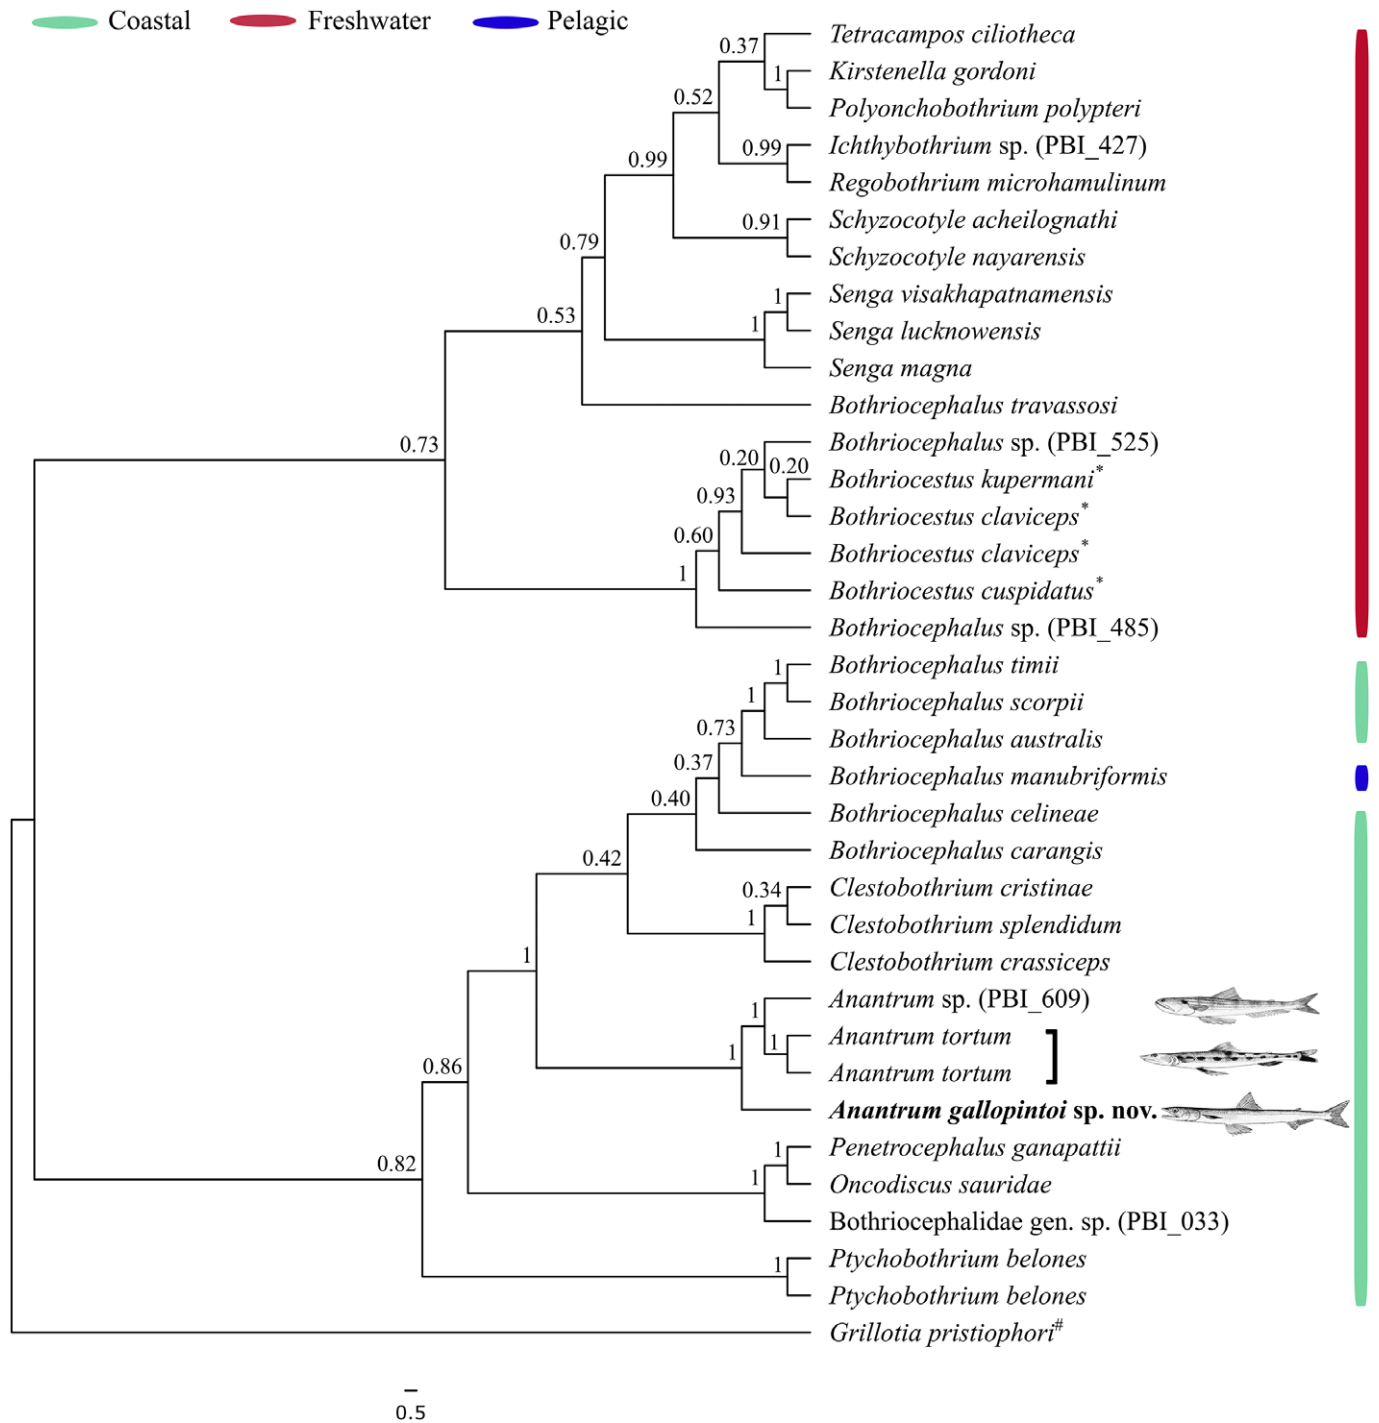 Coastal Freshwater Pelagic
Tetracampos ciliotheca
0.37
Kirstenella gordoni
1
0.52
Polyonchobothrium polypteri
0.99 Ichthybothrium sp. (PBI_427)
0.99
Regobothrium microhamulinum
0.91 Schyzocotyle acheilognathi
0.79
Schyzocotyle nayarensis
1 Senga visakhapatnamensis
0.53 1
Senga lucknowensis
Senga magna
Bothriocephalus travassosi
0.73
Bothriocephalus sp. (PBI_525)
0.20 0.20
Bothriocestus kupermani*
0.93
Bothriocestus claviceps*
0.60
Bothriocestus claviceps*
1
Bothriocestus cuspidatus*
Bothriocephalus sp. (PBI_485)
1 Bothriocephalus timii
1
Bothriocephalus scorpii
0.73
Bothriocephalus australis
0.37
Bothriocephalus manubriformis
0.40
Bothriocephalus celineae
0.42
Bothriocephalus carangis
0.34 Clestobothrium cristinae
1
Clestobothrium splendidum
1
Clestobothrium crassiceps
Anantrum sp. (PBI_609)
1
1 Anantrum tortum
1
Anantrum tortum
0.86
Anantrum gallopintoi sp. nov.
1 Penetrocephalus ganapattii
0.82 1
Oncodiscus sauridae
Bothriocephalidae gen. sp. (PBI_033)
1 Ptychobothrium belones
Ptychobothrium belones
Grillotia pristiophori#
0.5